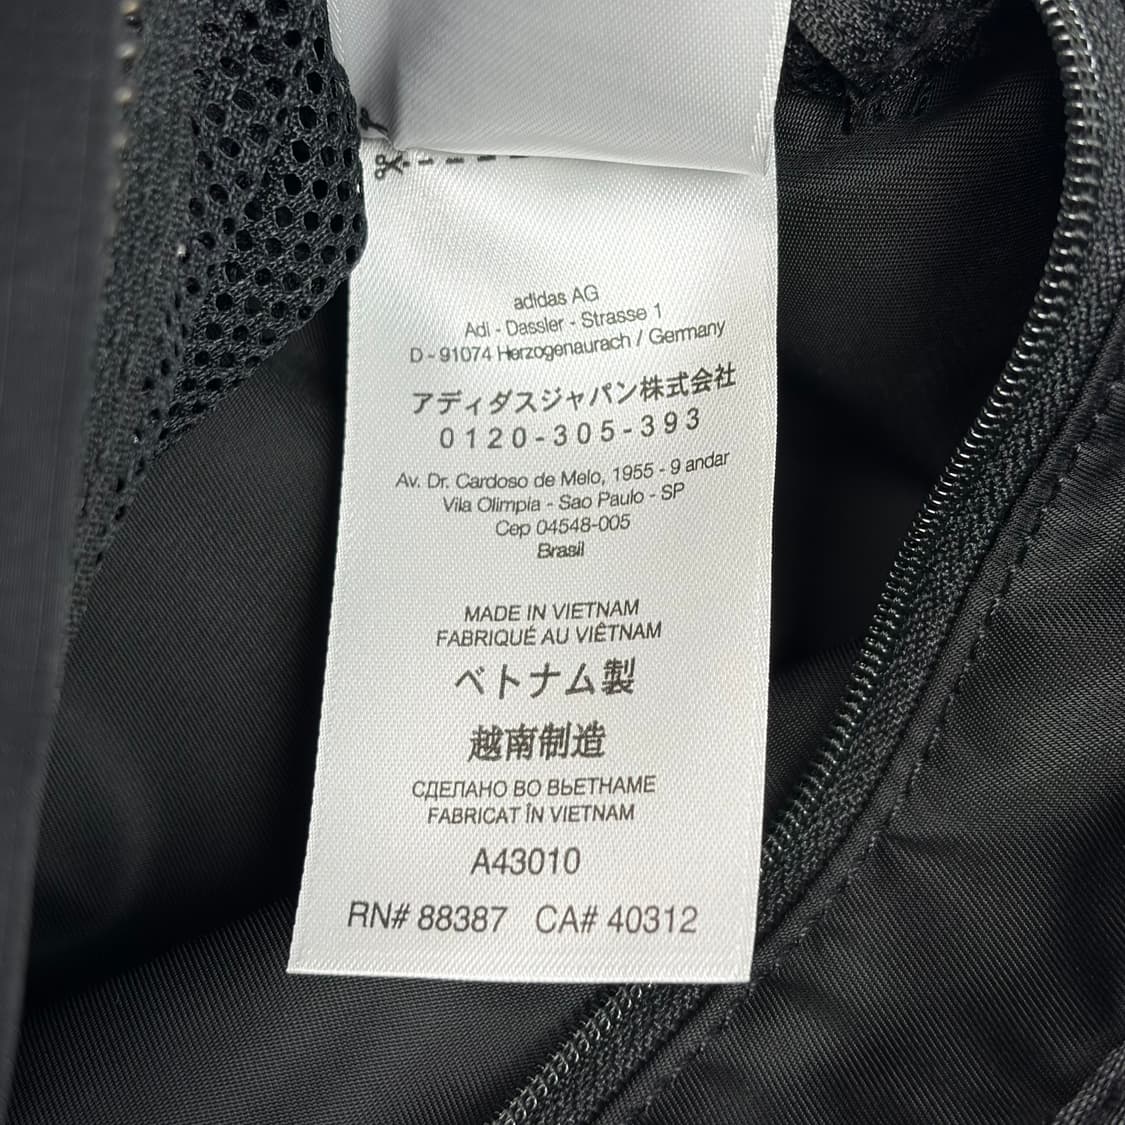 adidas AG
Adi - Dassler - Strasse 1
D - 91074 Herzogenaurach / Germany
アディダスジャパン株式会社
0120-305-393
Av. Dr. Cardoso de Melo, 1955 - 9 andar
Vila Olimpia - Sao Paulo - SP
Cep 04548-005
Brasil
MADE IN VIETNAM
FABRIQUÉ AU VIÊTNAM
ベトナム製
越南制造
СДЕЛАНО ВО ВЬЕТНАМЕ
FABRICAT ÎN VIETNAM
A43010
RN# 88387 CA# 40312